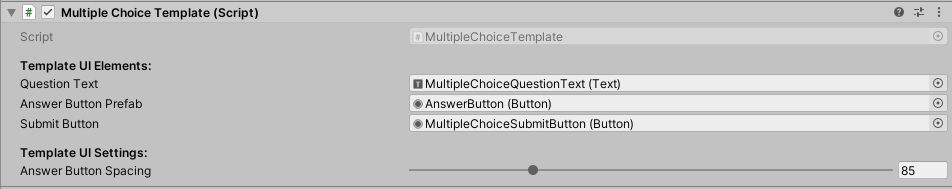 Multiple Choice Template (Script)
Script MultipleChoiceTemplate
Template UI Elements:
Question Text MultipleChoiceQuestionText (Text)
Answer Button Prefab AnswerButton (Button)
Submit Button MultipleChoiceSubmitButton (Button)
Template UI Settings:
Answer Button Spacing 85